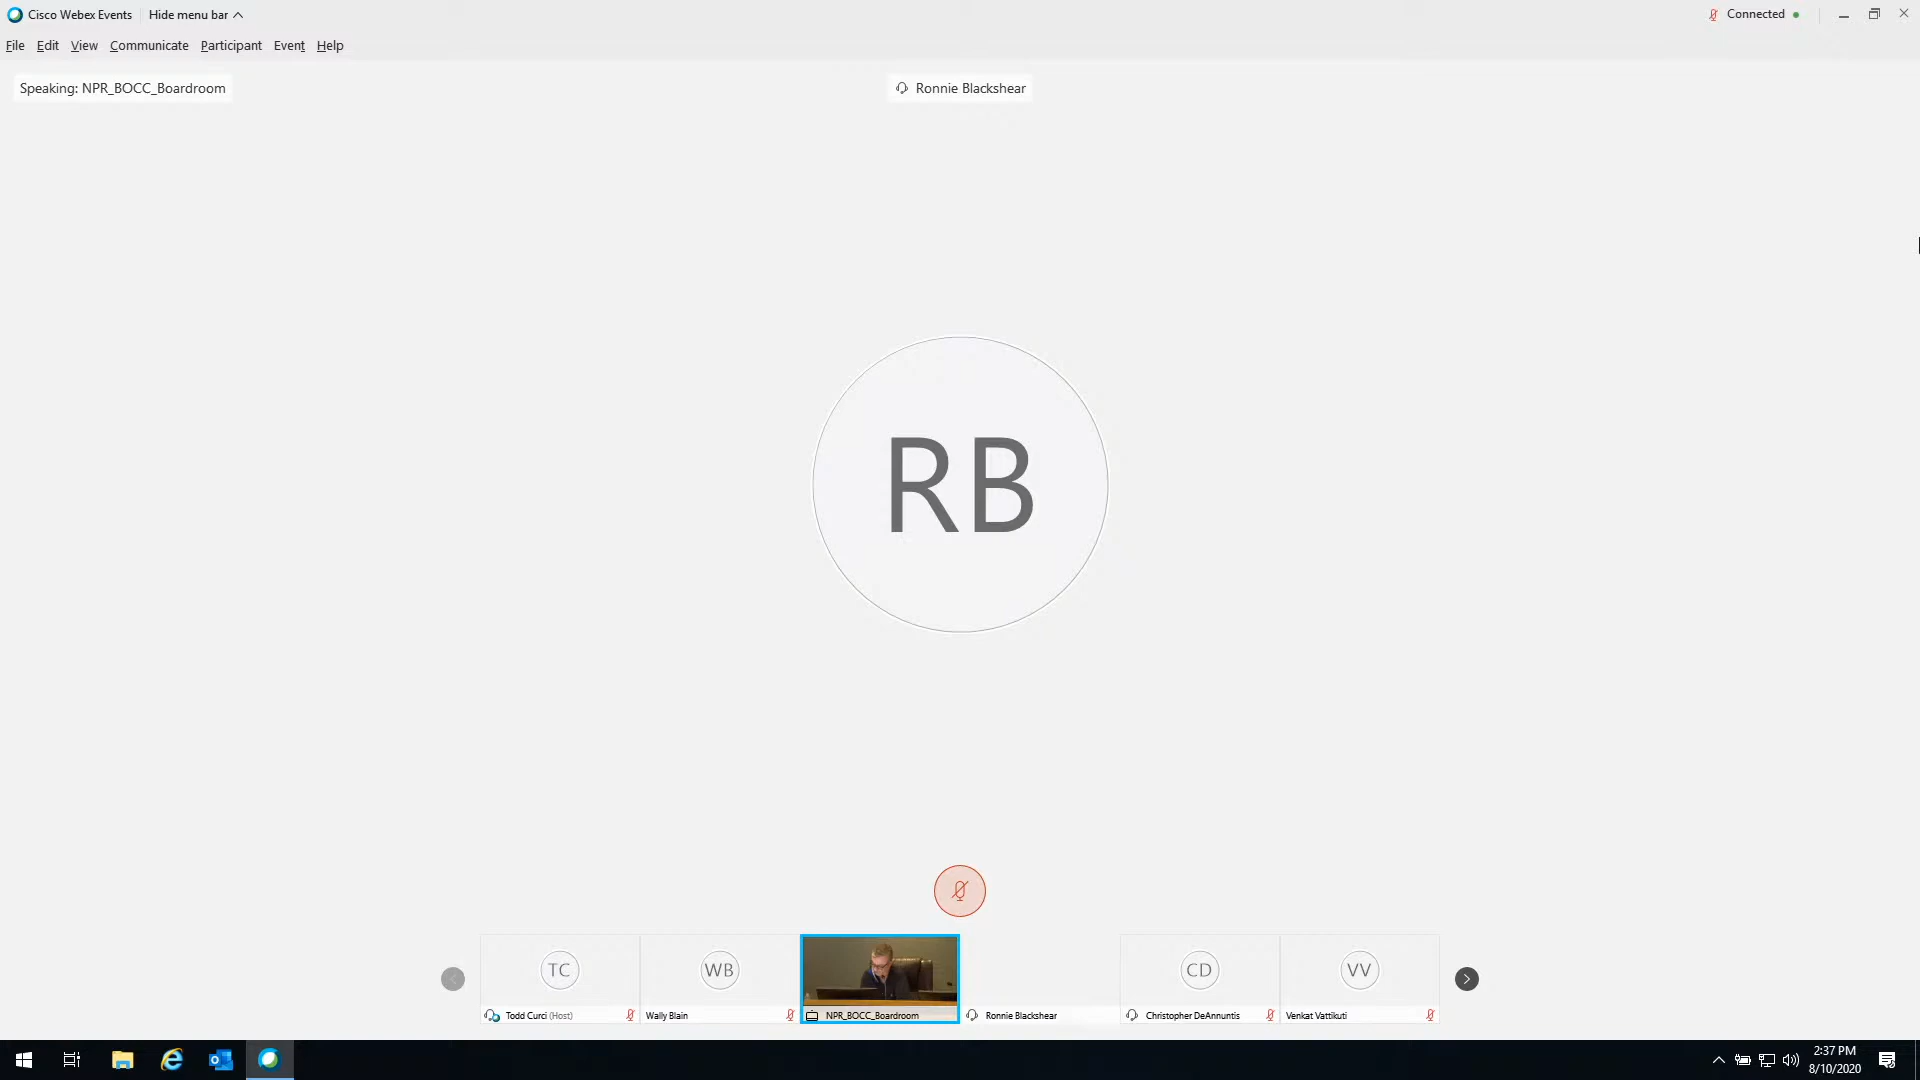 Cisco Webex Events
Hide menu bar
Connected
File Edit View Communicate Participant Event Help
Speaking: NPR_BOCC_Boardroom
Ronnie Blackshear
RB
TC
WB
CD
VV
Todd Curci (Host)
Wally Blain
NPR_BOCC_Boardroom
Ronnie Blackshear
Christopher DeAnnuntis
Venkat Vattikuti
2:37 PM
8/10/2020